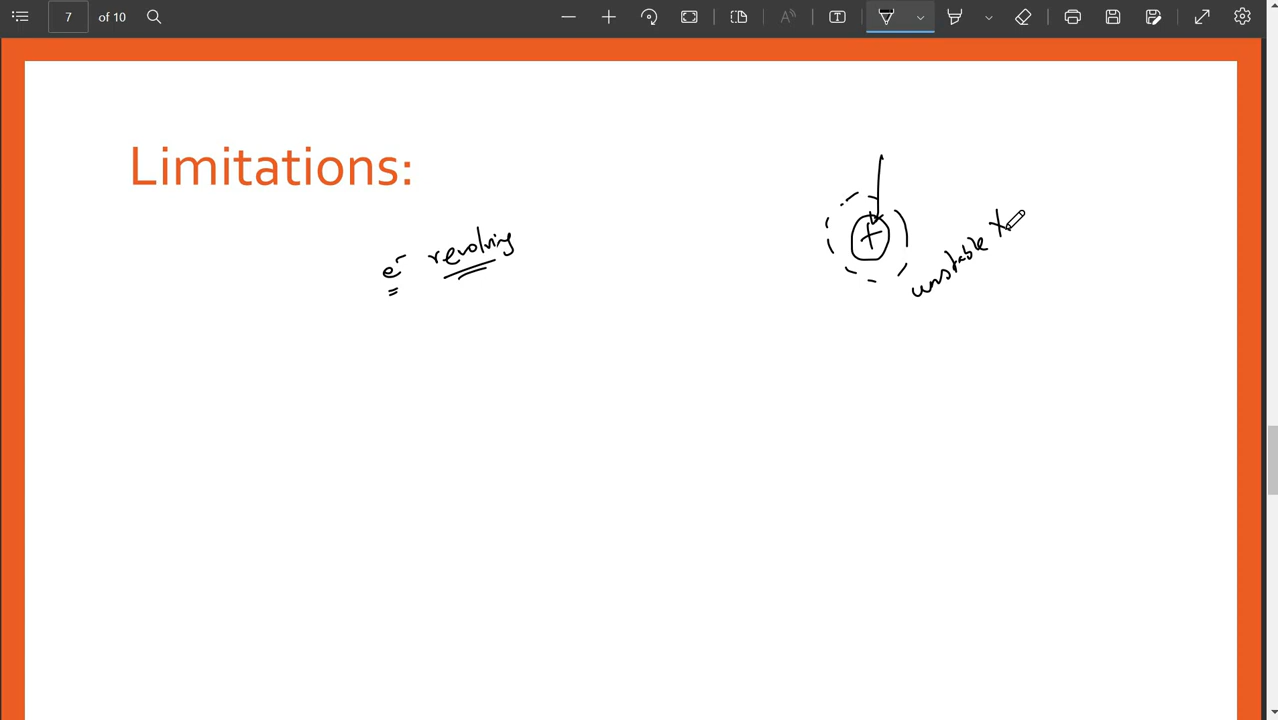 7 of 10
Limitations:
e⁻ revolving
+
unstable X